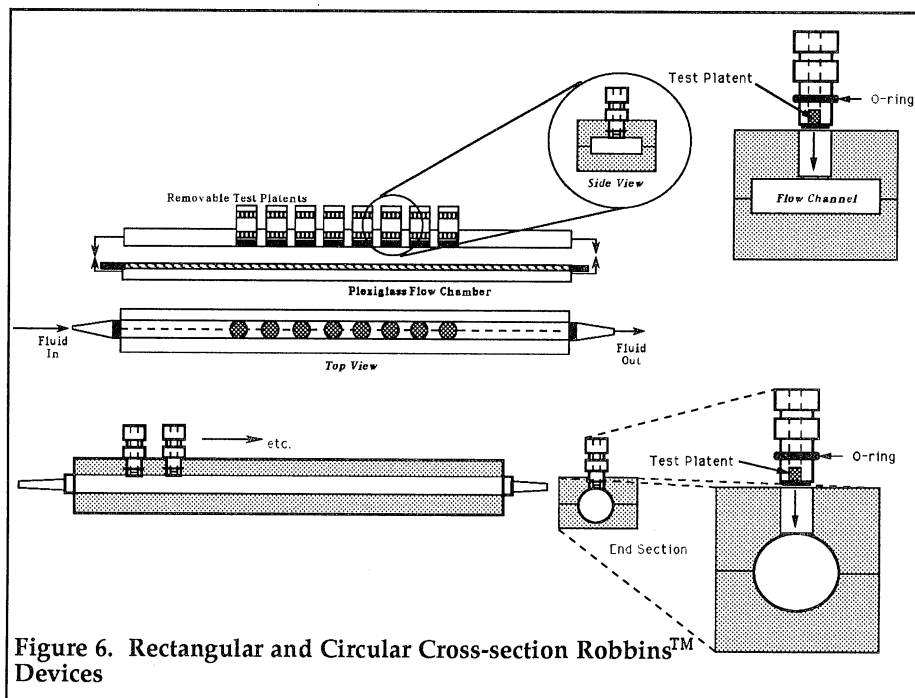 Test Platent
O-ring
Side View
Flow Channel
Removable Test Platents
Plexiglass Flow Chamber
Fluid
In
Fluid
Out
Top View
etc.
Test Platent
O-ring
End Section
Figure 6. Rectangular and Circular Cross-section Robbins™
Devices